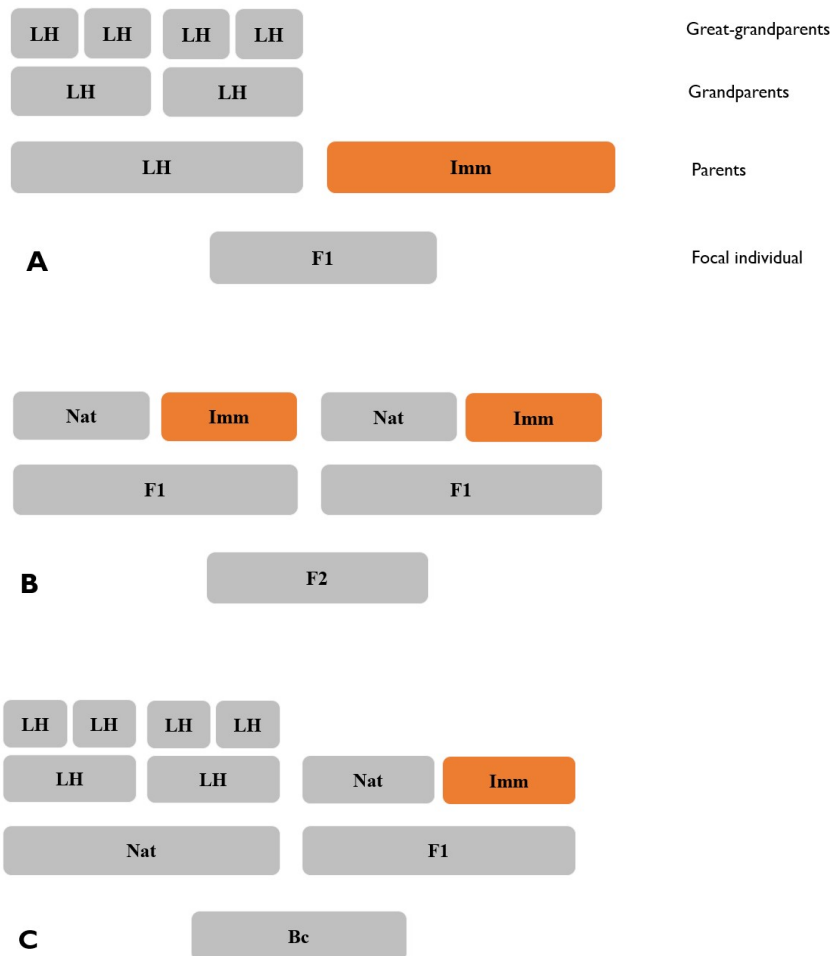 LH LH LH LH Great-grandparents
LH LH Grandparents
LH Imm Parents
A F1 Focal individual
Nat Imm Nat Imm
F1 F1
B F2
LH LH LH LH
LH LH Nat Imm
Nat F1
C Bc